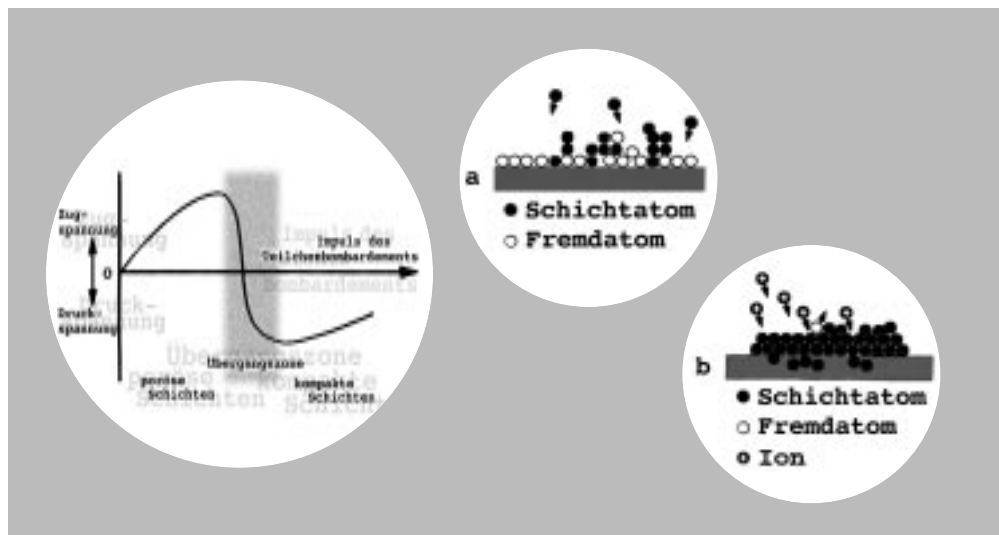 Zug-
spannung
0
Druck-
spannung
Impuls des
Teilchenbombardements
Übergangszone
poröse
Schichten
kompakte
Schichten
a
Schichtatom
Fremdatom
b
Schichtatom
Fremdatom
Ion